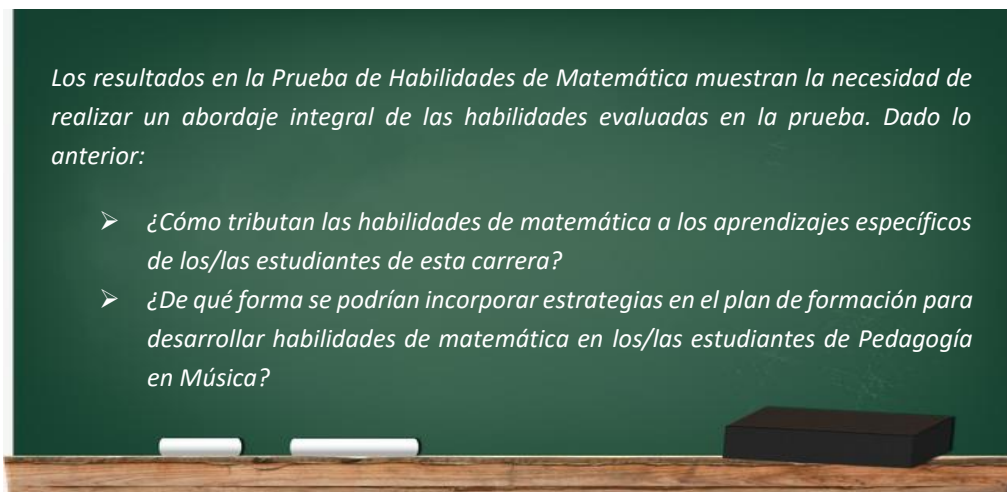 Los resultados en la Prueba de Habilidades de Matemática muestran la necesidad de
realizar un abordaje integral de las habilidades evaluadas en la prueba. Dado lo
anterior:
➢ ¿Cómo tributan las habilidades de matemática a los aprendizajes específicos
de los/las estudiantes de esta carrera?
➢ ¿De qué forma se podrían incorporar estrategias en el plan de formación para
desarrollar habilidades de matemática en los/las estudiantes de Pedagogía
en Música?